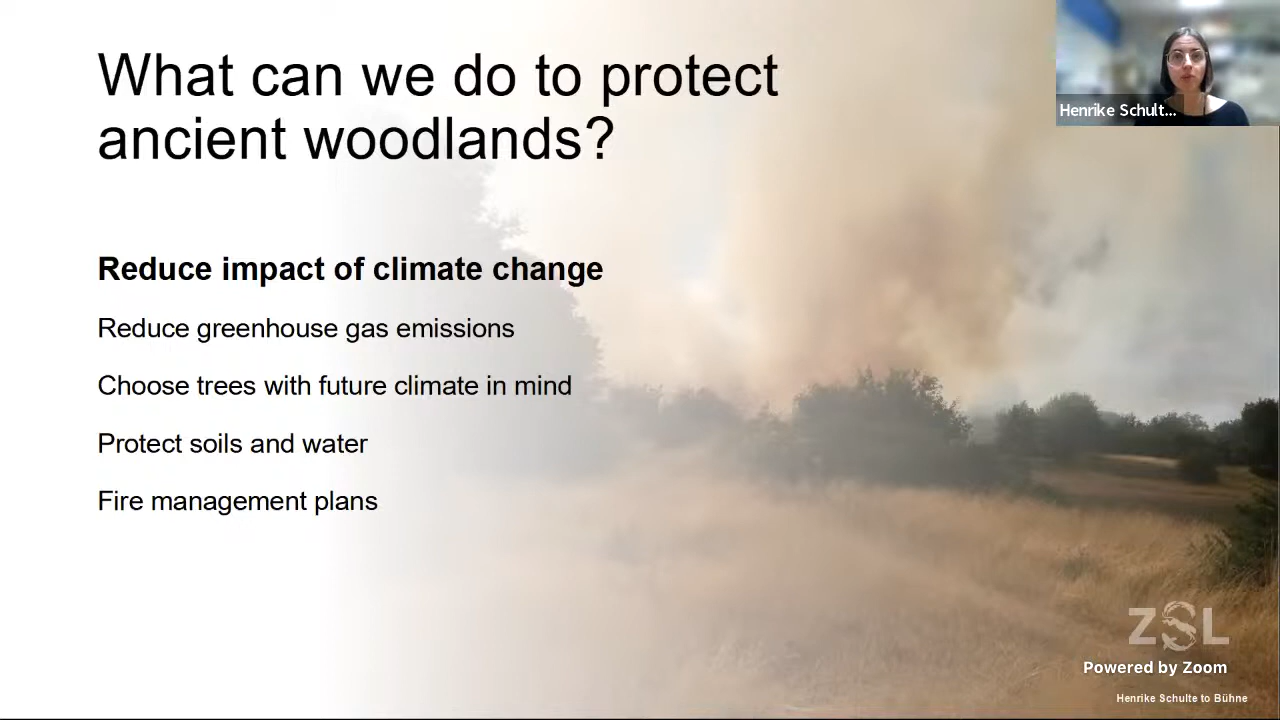 What can we do to protect
ancient woodlands?
Henrike Schult...
Reduce impact of climate change
Reduce greenhouse gas emissions
Choose trees with future climate in mind
Protect soils and water
Fire management plans
ZSL
Powered by Zoom
Henrike Schulte to Bühne